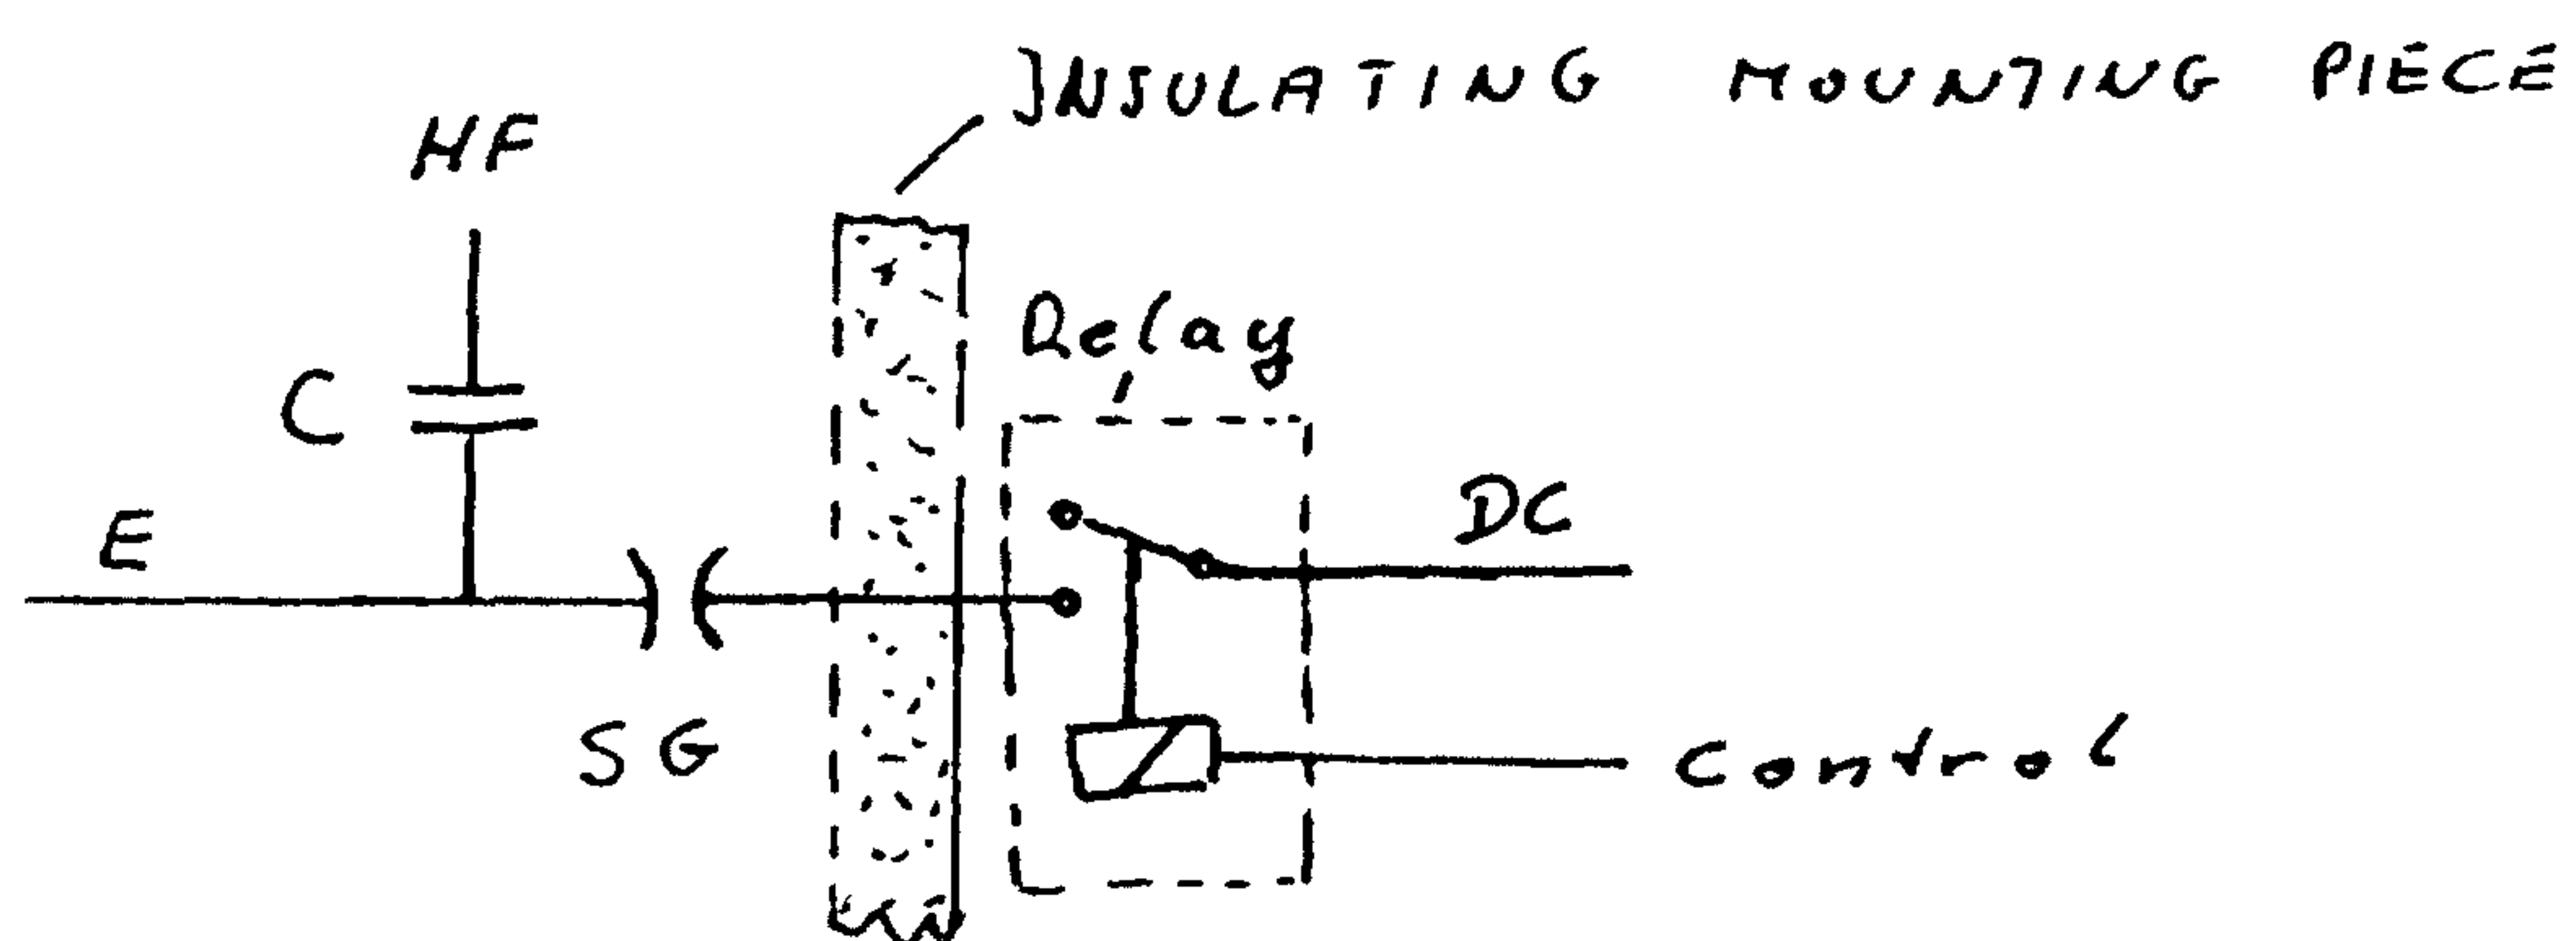 INSULATING MOUNTING PIECE
HF
Relay
C
DC
E
SG
Control